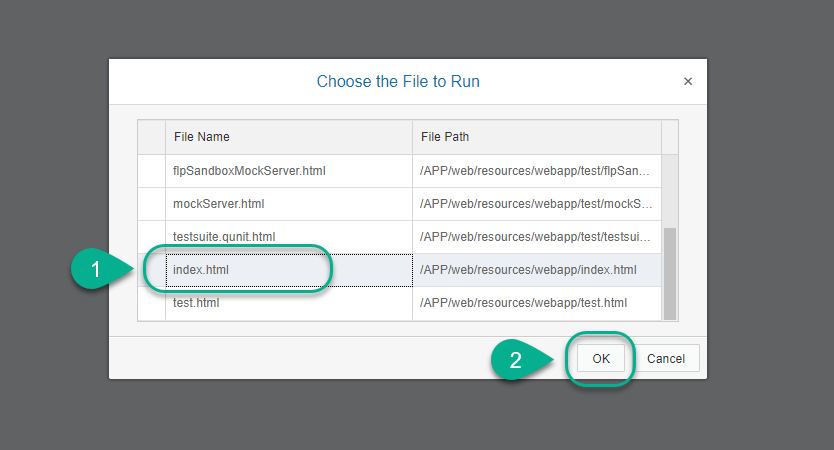 Choose the File to Run ×
File Name File Path
flpSandboxMockServer.html /APP/web/resources/webapp/test/flpSan...
mockServer.html /APP/web/resources/webapp/test/mockS...
testsuite.qunit.html /APP/web/resources/webapp/test/testsui...
1 index.html /APP/web/resources/webapp/index.html
test.html /APP/web/resources/webapp/test.html
2 OK Cancel